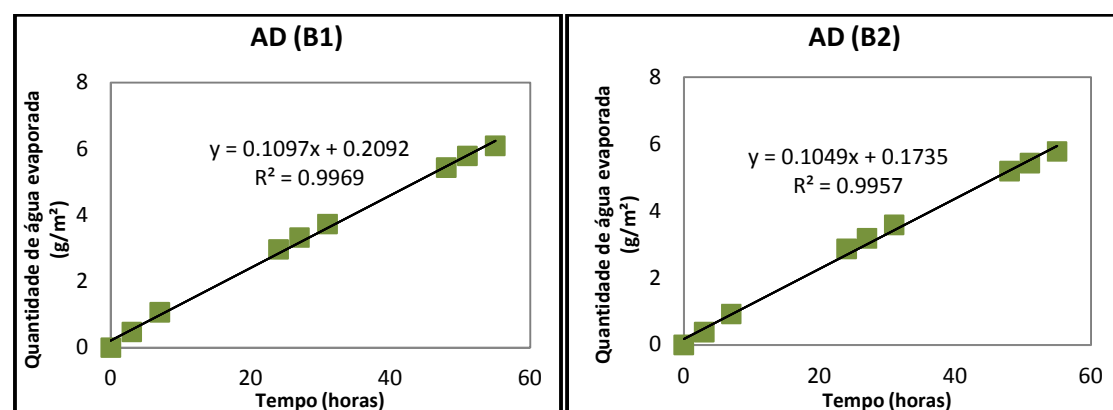 AD (B1)
Quantidade de água evaporada
(g/m²)
8
6
4
2
0
y = 0.1097x + 0.2092
R² = 0.9969
0
20
40
60
Tempo (horas)
AD (B2)
Quantidade de água evaporada
(g/m²)
8
6
4
2
0
y = 0.1049x + 0.1735
R² = 0.9957
0
20
40
60
Tempo (horas)